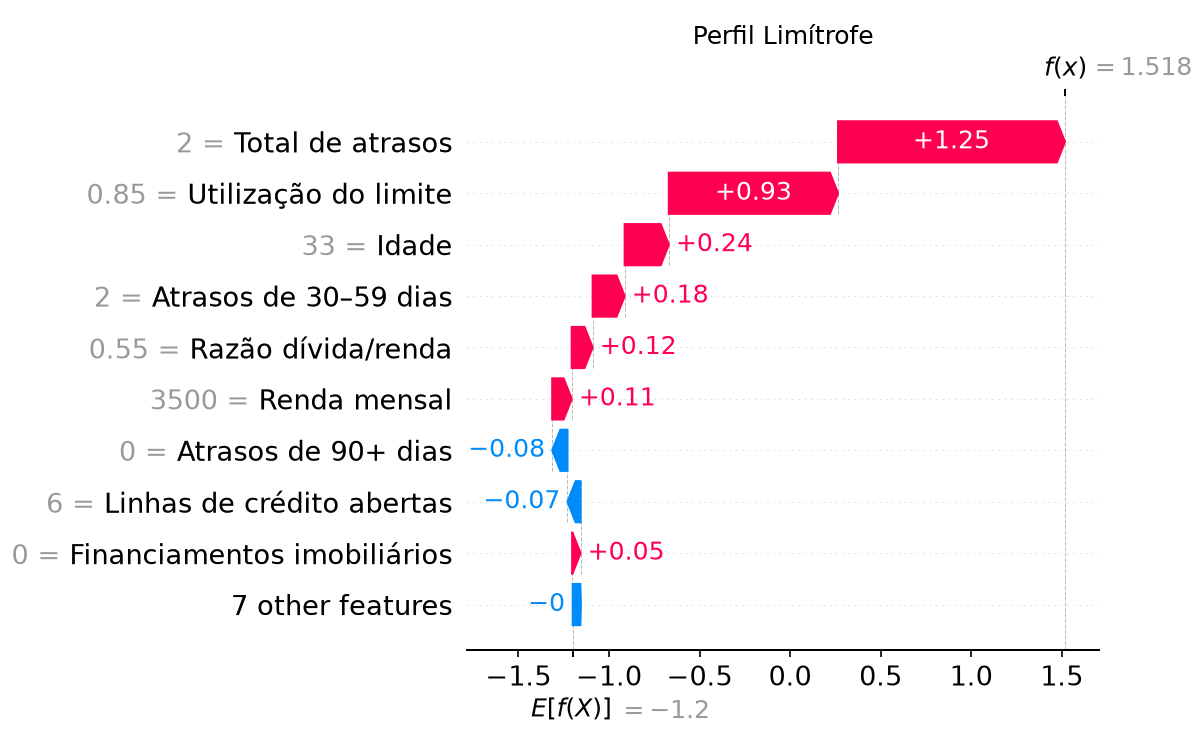 Perfil Limítrofe
f(x) = 1.518
2 = Total de atrasos
+1.25
0.85 = Utilização do limite
+0.93
33 = Idade
+0.24
2 = Atrasos de 30–59 dias
+0.18
0.55 = Razão dívida/renda
+0.12
3500 = Renda mensal
+0.11
0 = Atrasos de 90+ dias
−0.08
6 = Linhas de crédito abertas
−0.07
0 = Financiamentos imobiliários
+0.05
7 other features
−0
−1.5 −1.0 −0.5 0.0 0.5 1.0 1.5
E[f(X)] = −1.2